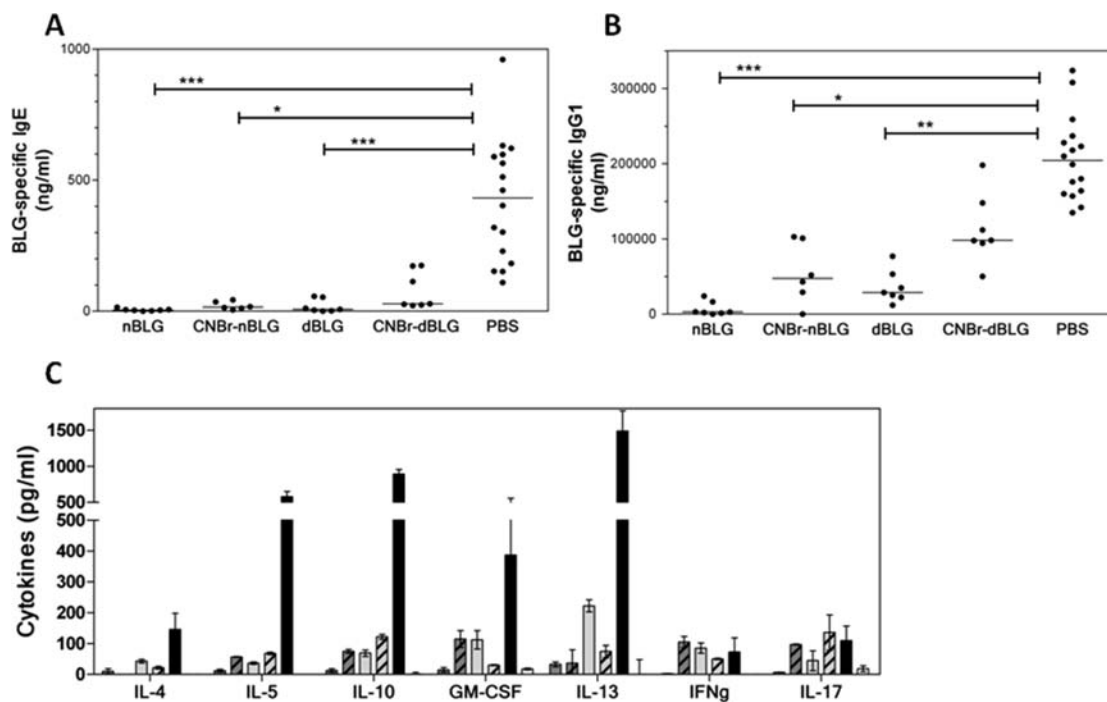 A
BLG-specific IgE
(ng/ml)
1000
500
0
***
*
***
nBLG CNBr-nBLG dBLG CNBr-dBLG PBS
B
BLG-specific IgG1
(ng/ml)
300000
200000
100000
0
***
*
**
nBLG CNBr-nBLG dBLG CNBr-dBLG PBS
C
Cytokines (pg/ml)
1500
1000
500
500
400
300
200
100
0
IL-4 IL-5 IL-10 GM-CSF IL-13 IFNg IL-17